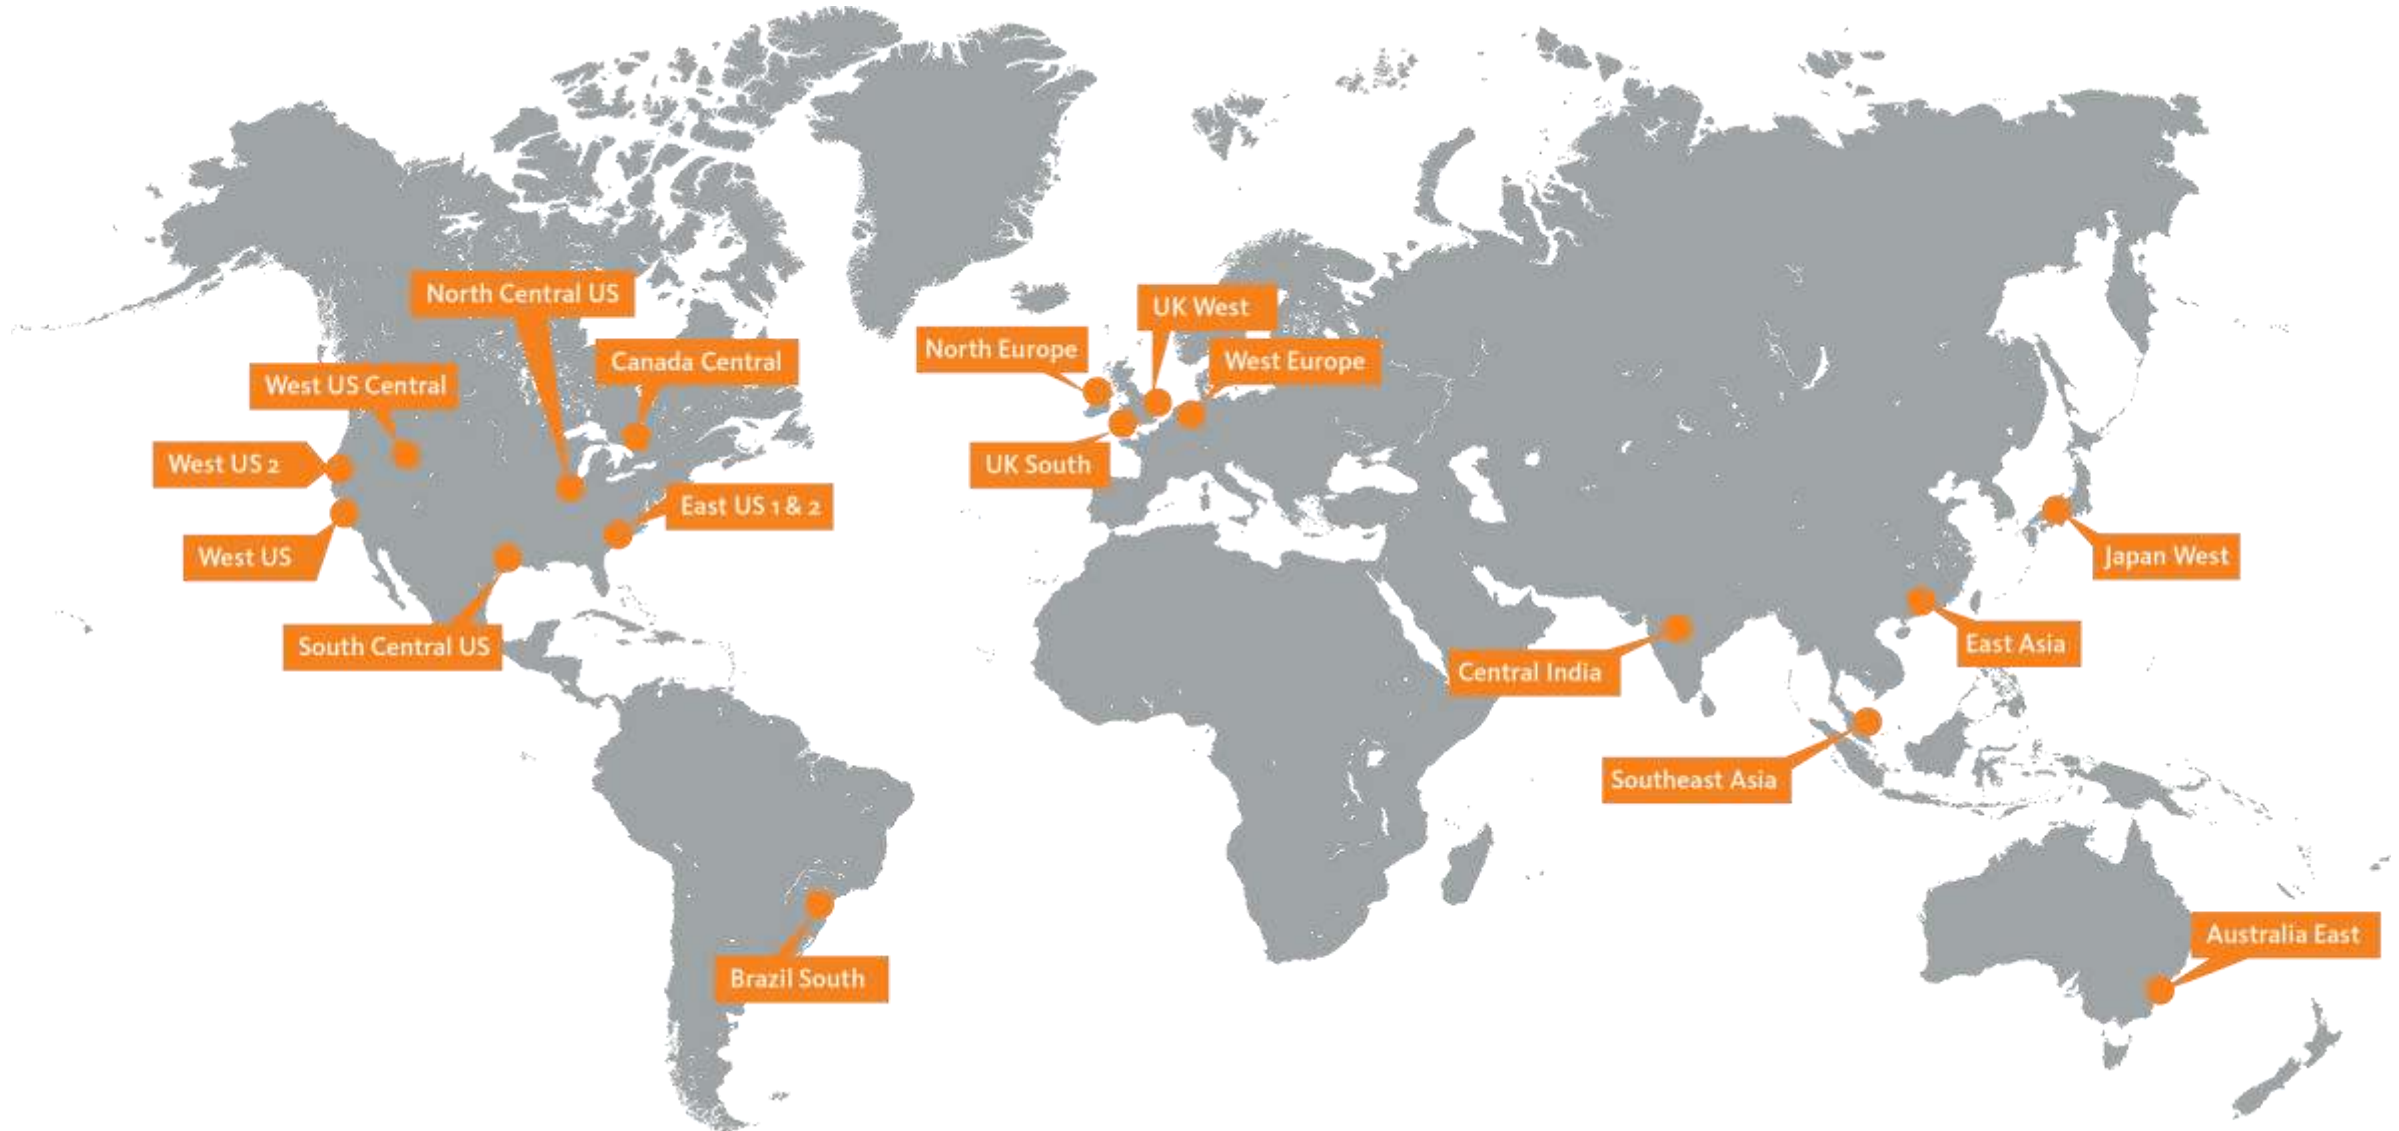 North Central US
UK West
North Europe
Canada Central
West Europe
West US Central
West US 2
UK South
East US 1 & 2
West US
Japan West
South Central US
East Asia
Central India
Southeast Asia
Australia East
Brazil South